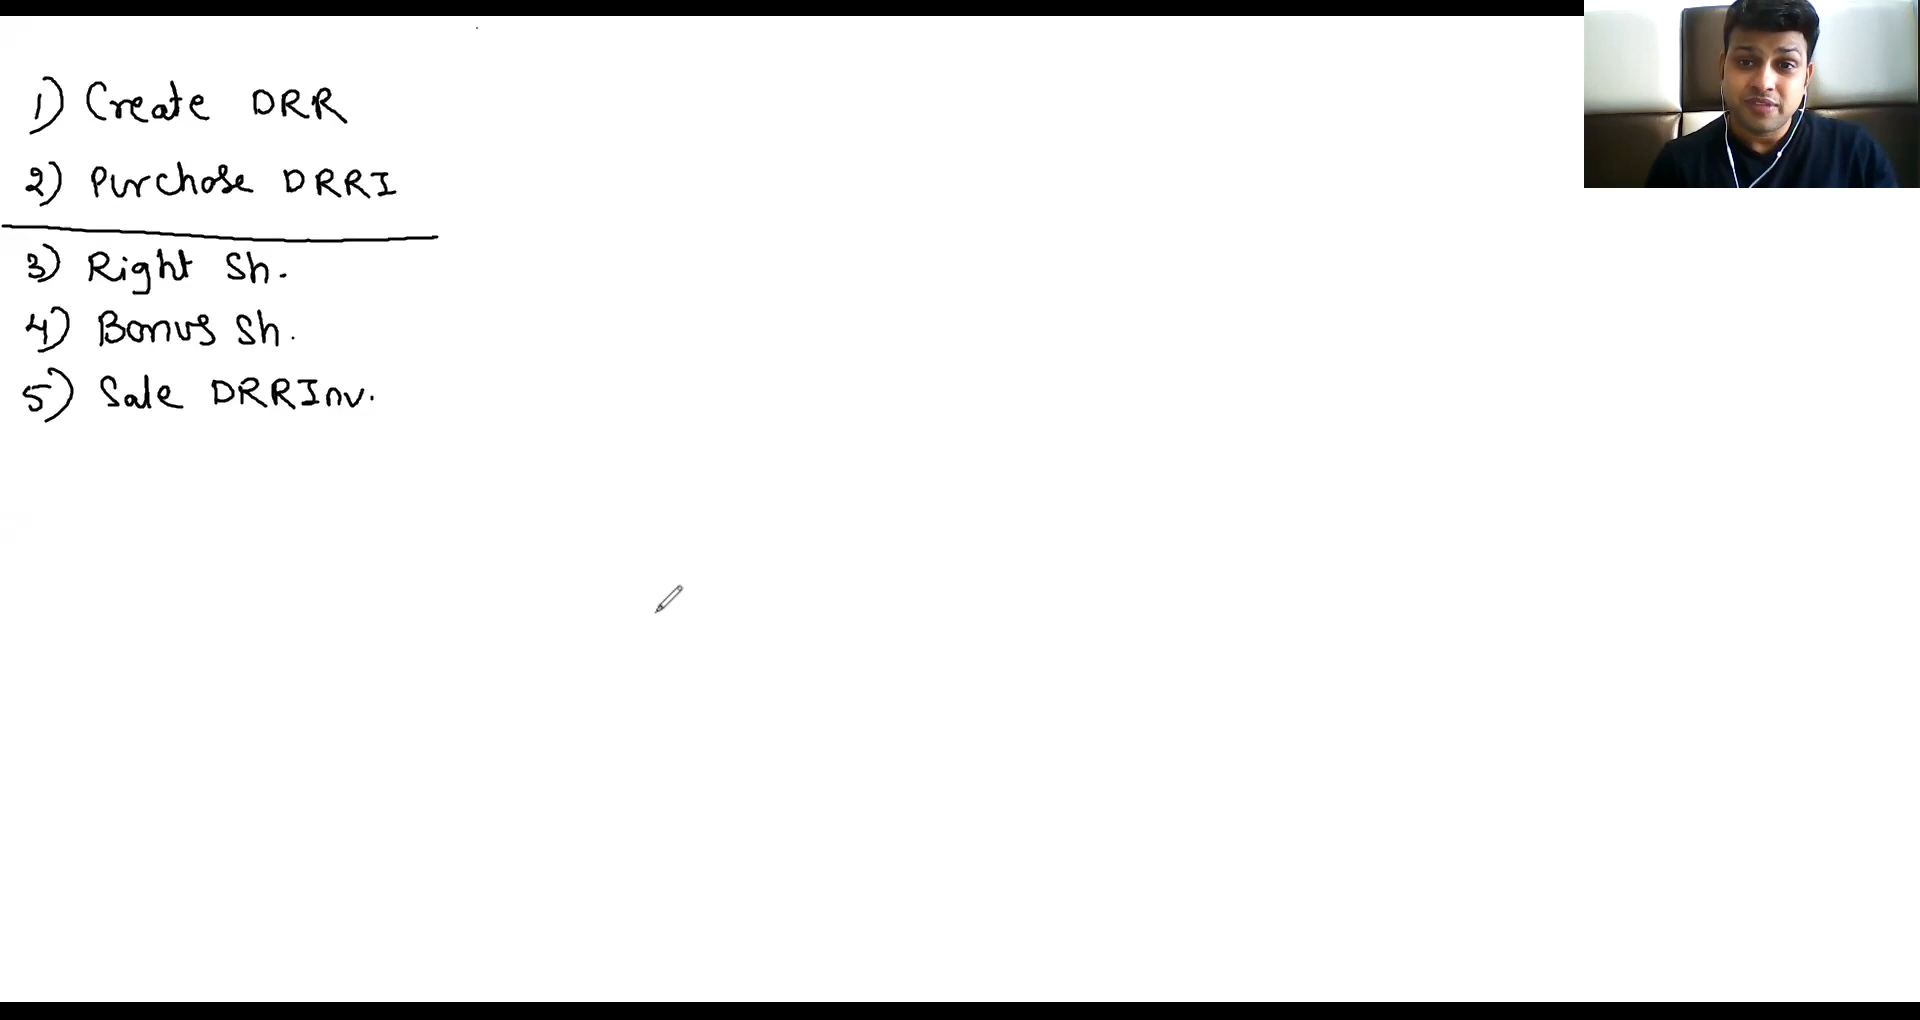 1) Create DRR
2) Purchase DRRI
3) Right Sh.
4) Bonus Sh.
5) Sale DRRInv.